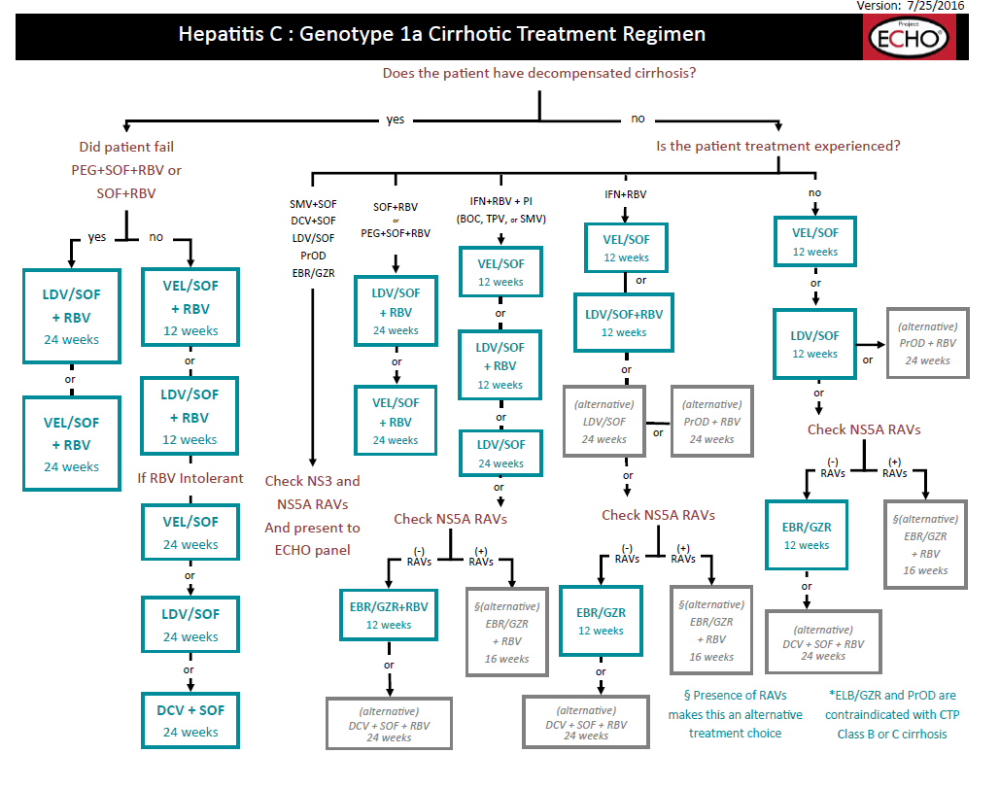 Version: 7/25/2016
Hepatitis C : Genotype 1a Cirrhotic Treatment Regimen
Project
ECHO®
Does the patient have decompensated cirrhosis?
yes
no
Did patient fail
PEG+SOF+RBV or
SOF+RBV
yes
no
LDV/SOF
+ RBV
24 weeks
or
VEL/SOF
+ RBV
24 weeks
VEL/SOF
+ RBV
12 weeks
or
LDV/SOF
+ RBV
12 weeks
If RBV Intolerant
VEL/SOF
24 weeks
or
LDV/SOF
24 weeks
or
DCV + SOF
24 weeks
Is the patient treatment experienced?
SMV+SOF
DCV+SOF
LDV/SOF
PrOD
EBR/GZR
Check NS3 and
NS5A RAVs
And present to
ECHO panel
SOF+RBV
or
PEG+SOF+RBV
LDV/SOF
+ RBV
24 weeks
or
VEL/SOF
+ RBV
24 weeks
IFN+RBV + PI
(BOC, TPV, or SMV)
VEL/SOF
12 weeks
or
LDV/SOF
+ RBV
12 weeks
or
LDV/SOF
24 weeks
or
Check NS5A RAVs
(-)
RAVs
(+)
RAVs
EBR/GZR+RBV
12 weeks
or
(alternative)
DCV + SOF + RBV
24 weeks
§(alternative)
EBR/GZR
+ RBV
16 weeks
IFN+RBV
VEL/SOF
12 weeks
or
LDV/SOF+RBV
12 weeks
or
(alternative)
LDV/SOF
24 weeks
or
(alternative)
PrOD + RBV
24 weeks
or
Check NS5A RAVs
(-)
RAVs
(+)
RAVs
EBR/GZR
12 weeks
or
(alternative)
DCV + SOF + RBV
24 weeks
§(alternative)
EBR/GZR
+ RBV
16 weeks
no
VEL/SOF
12 weeks
or
LDV/SOF
12 weeks
or
(alternative)
PrOD + RBV
24 weeks
or
Check NS5A RAVs
(-)
RAVs
(+)
RAVs
EBR/GZR
12 weeks
or
(alternative)
DCV + SOF + RBV
24 weeks
§(alternative)
EBR/GZR
+ RBV
16 weeks
§ Presence of RAVs
makes this an alternative
treatment choice
*ELB/GZR and PrOD are
contraindicated with CTP
Class B or C cirrhosis